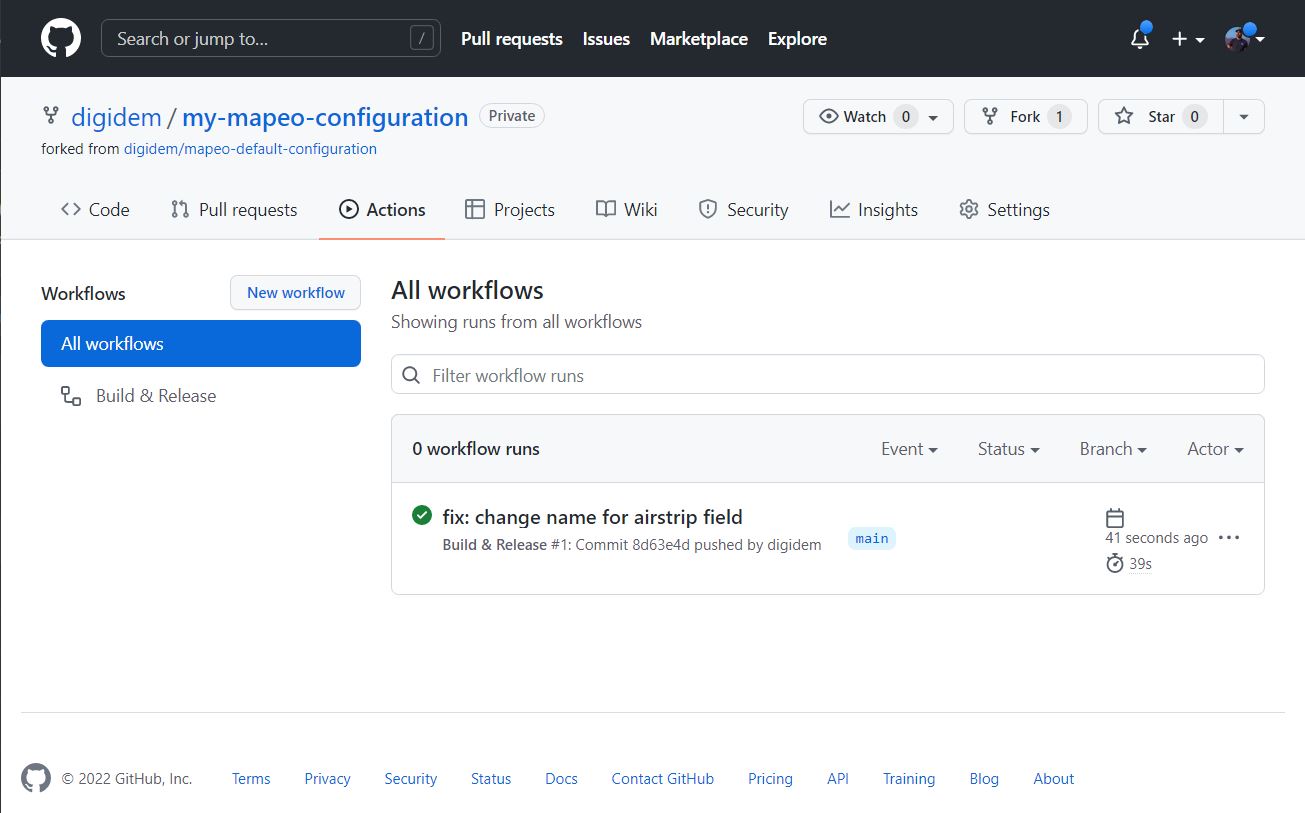 Search or jump to... /
Pull requests Issues Marketplace Explore
digidem / my-mapeo-configuration Private
Watch 0 Fork 1 Star 0
forked from digidem/mapeo-default-configuration
Code Pull requests Actions Projects Wiki Security Insights Settings
Workflows
New workflow
All workflows
Build & Release
All workflows
Showing runs from all workflows
Filter workflow runs
0 workflow runs Event Status Branch Actor
fix: change name for airstrip field
Build & Release #1: Commit 8d63e4d pushed by digidem
main
41 seconds ago ...
39s
© 2022 GitHub, Inc. Terms Privacy Security Status Docs Contact GitHub Pricing API Training Blog About